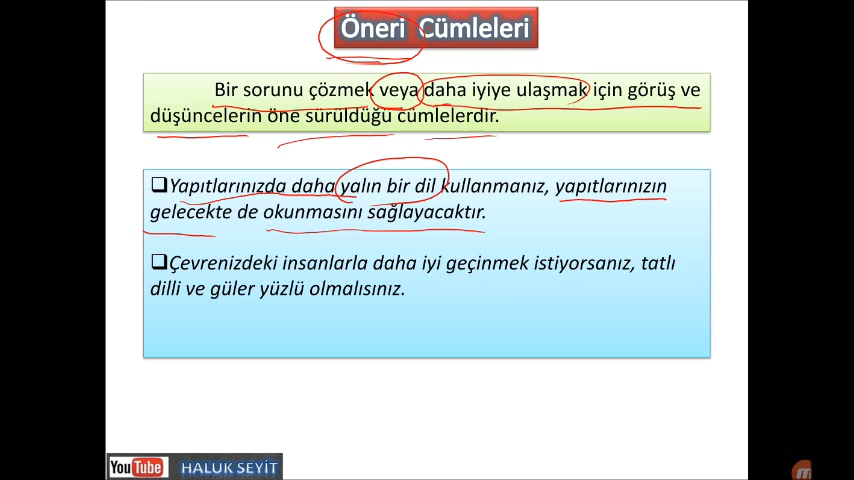 Öneri Cümleleri
Bir sorunu çözmek veya daha iyiye ulaşmak için görüş ve
düşüncelerin öne sürüldüğü cümlelerdir.
❑Yapıtlarınızda daha yalın bir dil kullanmanız, yapıtlarınızın
gelecekte de okunmasını sağlayacaktır.
❑Çevrenizdeki insanlarla daha iyi geçinmek istiyorsanız, tatlı
dilli ve güler yüzlü olmalısınız.
YouTube HALUK SEYİT